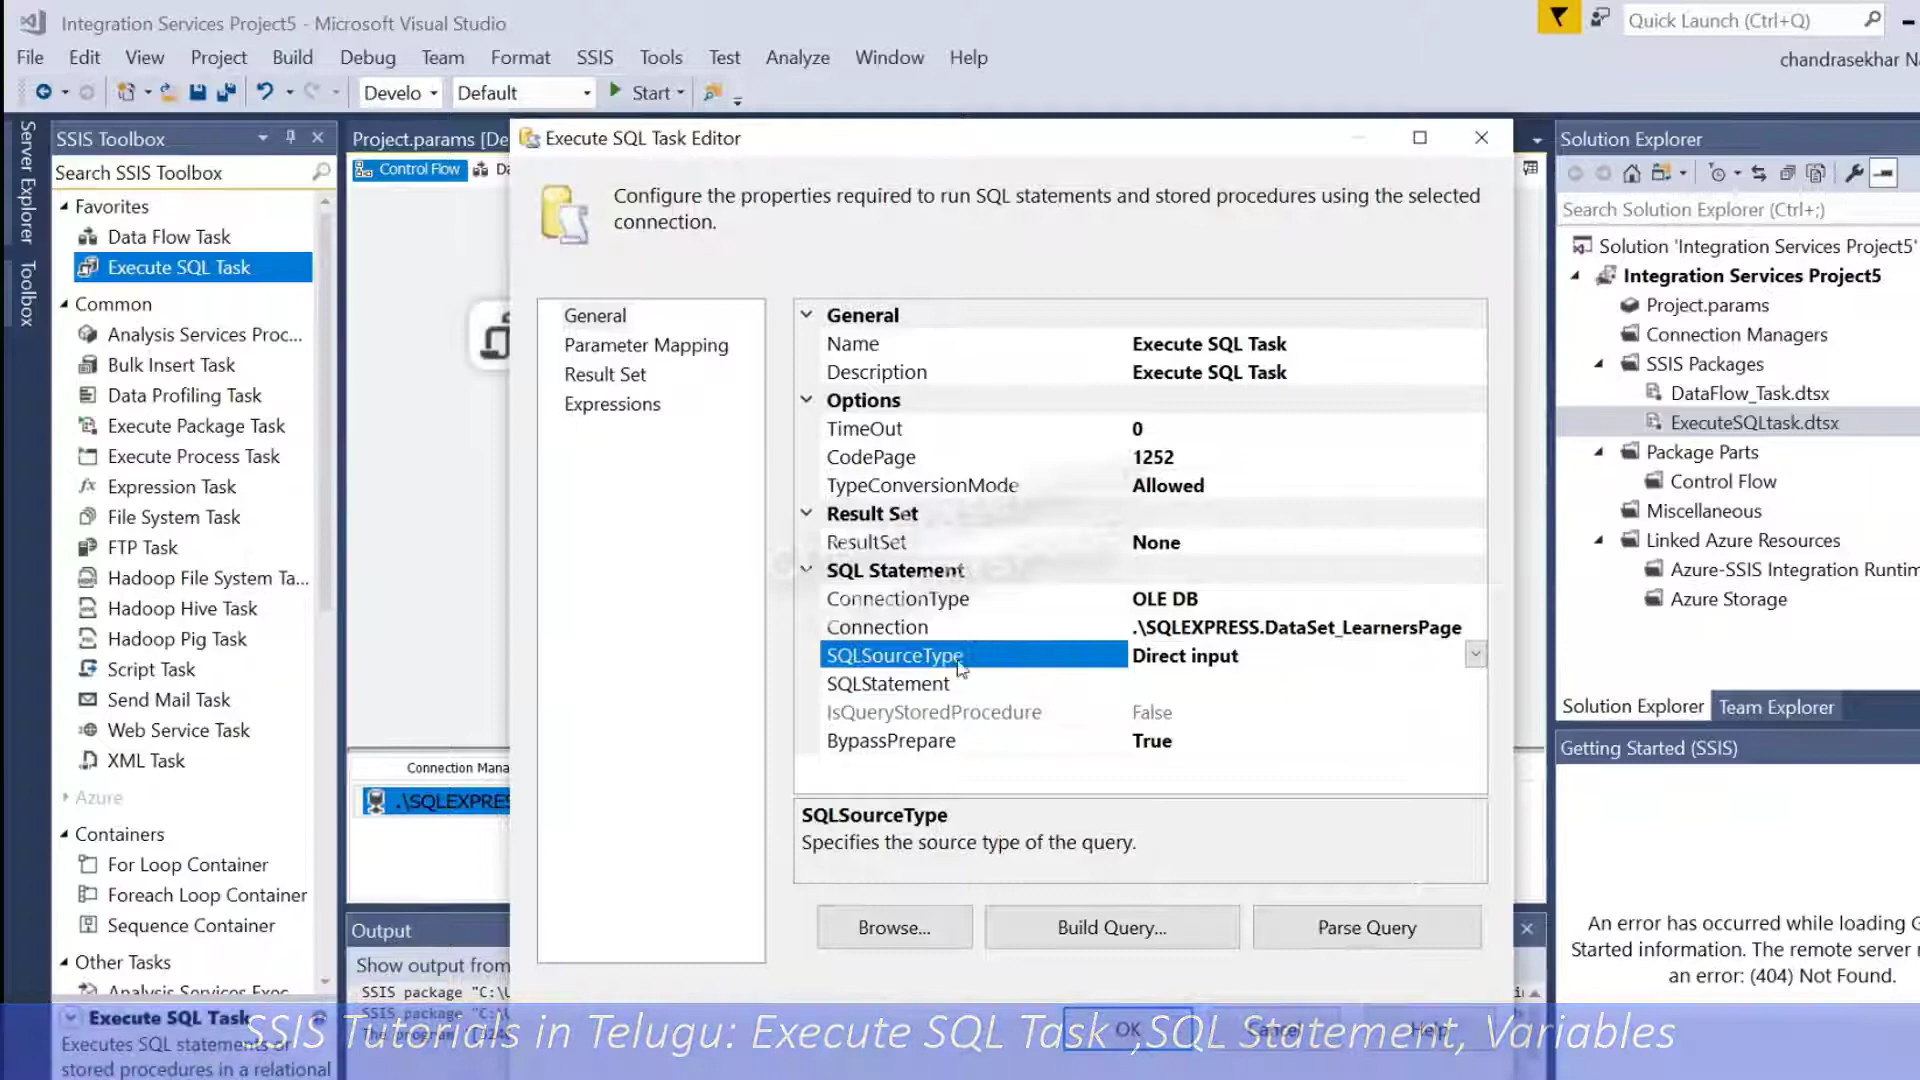 Integration Services Project5 - Microsoft Visual Studio
Quick Launch (Ctrl+Q)
File Edit View Project Build Debug Team Format SSIS Tools Test Analyze Window Help
chandrasekhar Na
Develo Default Start
Server Explorer
Toolbox
SSIS Toolbox
Search SSIS Toolbox
Favorites
Data Flow Task
Execute SQL Task
Common
Analysis Services Proc...
Bulk Insert Task
Data Profiling Task
Execute Package Task
Execute Process Task
Expression Task
File System Task
FTP Task
Hadoop File System Ta...
Hadoop Hive Task
Hadoop Pig Task
Script Task
Send Mail Task
Web Service Task
XML Task
Azure
Containers
For Loop Container
Foreach Loop Container
Sequence Container
Other Tasks
Analysis Services Exec
Execute SQL Task
Executes SQL statements or
stored procedures in a relational
Project.params [De
Control Flow Da
Connection Mana
.\SQLEXPRES
Output
Show output from
SSIS package "C:\U
SSIS package "C:\U
Execute SQL Task Editor
Configure the properties required to run SQL statements and stored procedures using the selected
connection.
General
Parameter Mapping
Result Set
Expressions
General
Name Execute SQL Task
Description Execute SQL Task
Options
TimeOut 0
CodePage 1252
TypeConversionMode Allowed
Result Set
ResultSet None
SQL Statement
ConnectionType OLE DB
Connection .\SQLEXPRESS.DataSet_LearnersPage
SQLSourceType Direct input
SQLStatement
IsQueryStoredProcedure False
BypassPrepare True
SQLSourceType
Specifies the source type of the query.
Browse... Build Query... Parse Query
OK Cancel Help
Solution Explorer
Search Solution Explorer (Ctrl+;)
Solution 'Integration Services Project5'
Integration Services Project5
Project.params
Connection Managers
SSIS Packages
DataFlow_Task.dtsx
ExecuteSQLtask.dtsx
Package Parts
Control Flow
Miscellaneous
Linked Azure Resources
Azure-SSIS Integration Runtim
Azure Storage
Solution Explorer Team Explorer
Getting Started (SSIS)
An error has occurred while loading G
Started information. The remote server r
an error: (404) Not Found.
SSIS Tutorials in Telugu: Execute SQL Task ,SQL Statement, Variables